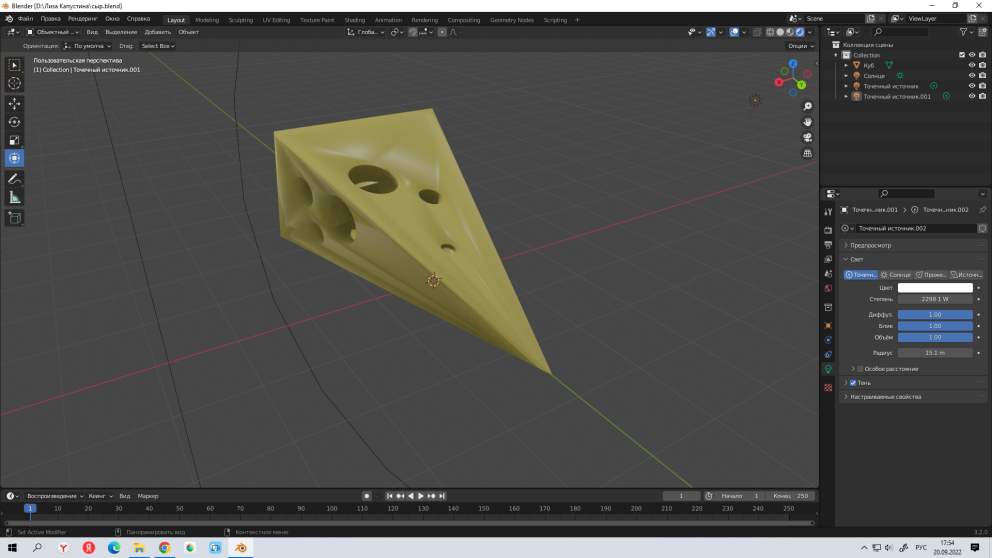 Blender [D:\Лиза Капустина\сыр.blend]
Файл Правка Рендеринг Окно Справка Layout Modeling Sculpting UV Editing Texture Paint Shading Animation Rendering Compositing Geometry Nodes Scripting + Scene ViewLayer
Объектный ... Вид Выделение Добавить Объект Глоба...
Ориентация: По умолчан... Drag: Select Box Опции
Пользовательская перспектива
(1) Collection | Точечный источник.001
Z
Y
X
Коллекция сцены
Collection
Куб
Солнце
Точечный источник
Точечный источник.001
Точечн...ник.001 Точечн...ник.002
Точечный источник.002
Предпросмотр
Свет
Точечн... Солнце Проже... Источн...
Цвет
Степень 2298.1 W
Диффуз. 1.00
Блик 1.00
Объём 1.00
Радиус 15.1 m
Особое расстояние
Тень
Настраиваемые свойства
Воспроизведение Кеинг Вид Маркер 1 Начало 1 Конец 250
1 10 20 30 40 50 60 70 80 90 100 110 120 130 140 150 160 170 180 190 200 210 220 230 240 250
Set Active Modifier Панорамировать вид Контекстное меню 3.2.0
РУС 17:54
20.09.2022